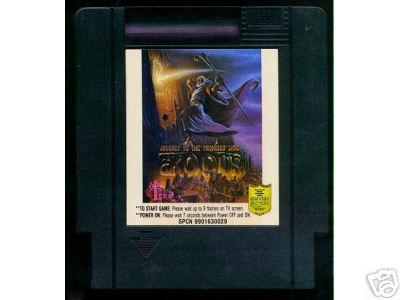 JOURNEY TO THE PROMISED LAND
EXODUS
**TO START GAME: Please wait up to 9 flashes on TV screen.
**POWER ON: Please wait 7 seconds between Power OFF and ON.
SPCN 9901630029
ebay